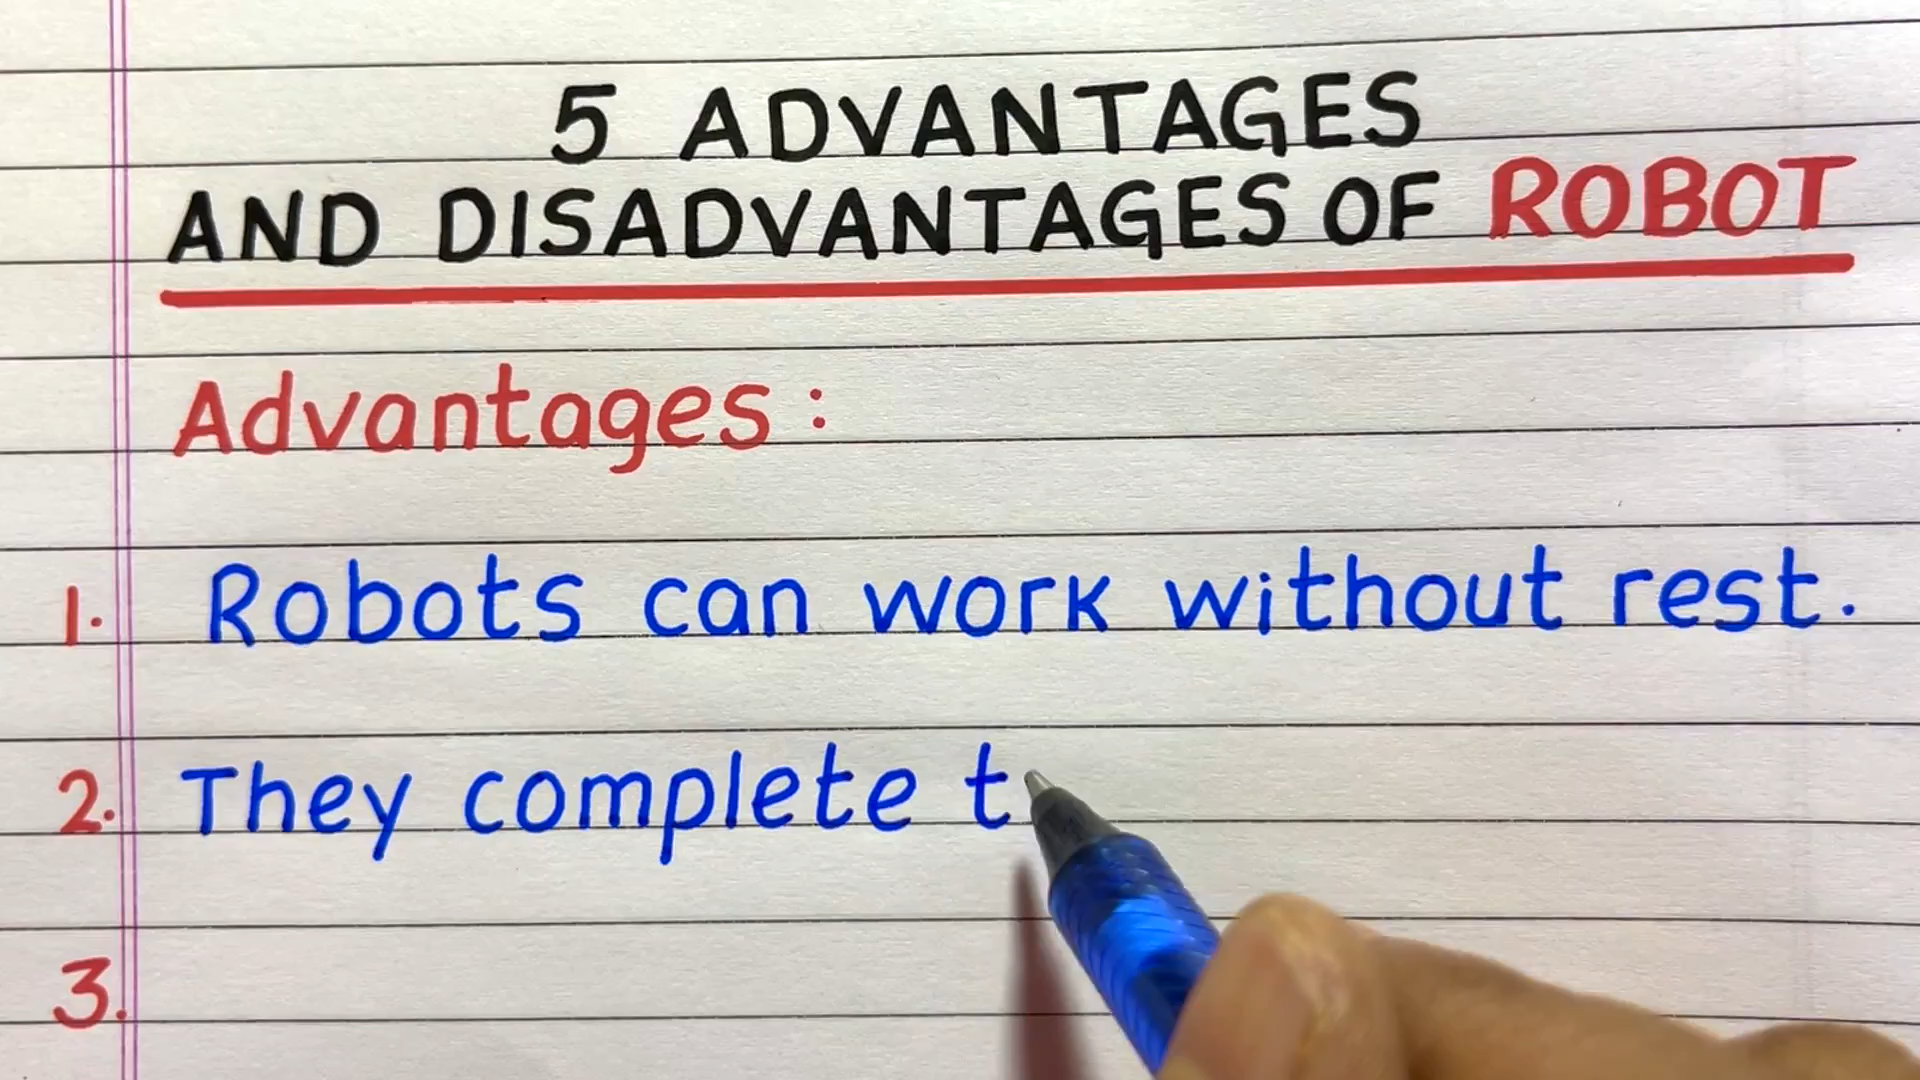 5 ADVANTAGES
AND DISADVANTAGES OF ROBOT
Advantages :
1. Robots can work without rest.
2. They complete t
3.